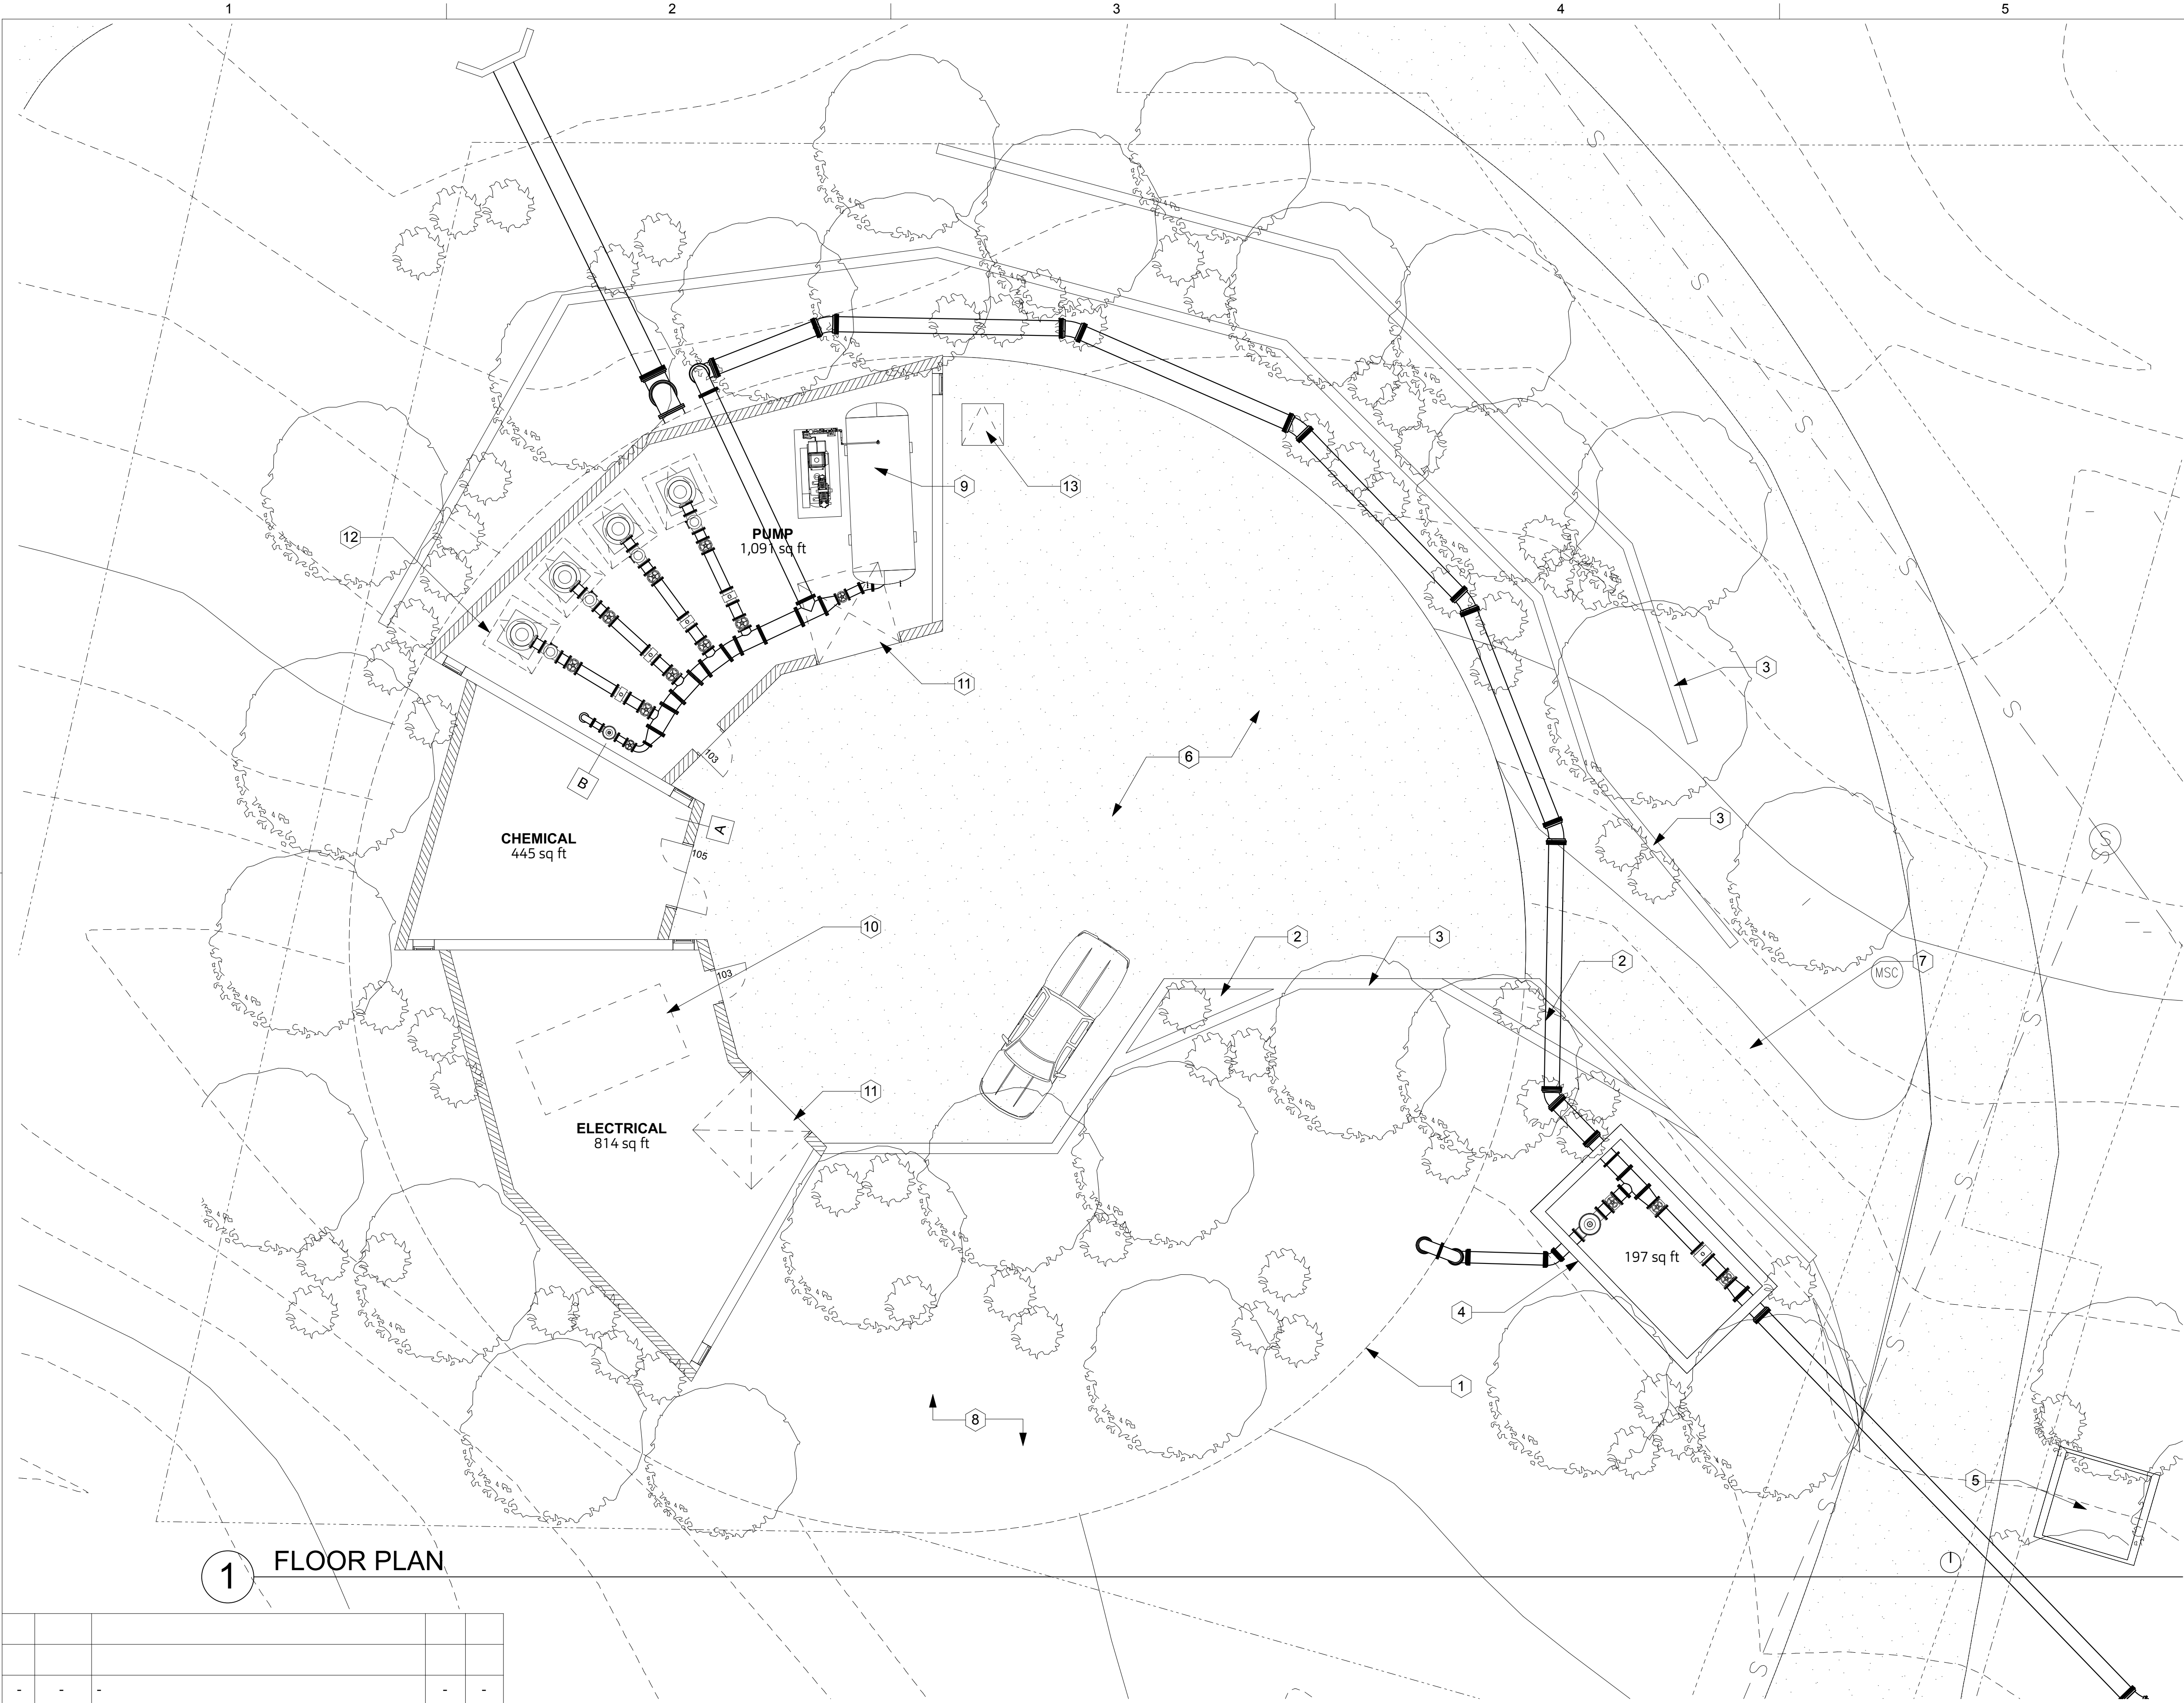 1 2 3 4 5
9
13
PUMP
1,091 sq ft
12
11
3
6
103
B
A
3
CHEMICAL
445 sq ft
105
S
S
10
2
3
2
7
MSC
103
11
ELECTRICAL
814 sq ft
197 sq ft
4
1
8
5
1
FLOOR PLAN
S
S
S
S
S
S
S
S
S
S
S
- - - - -